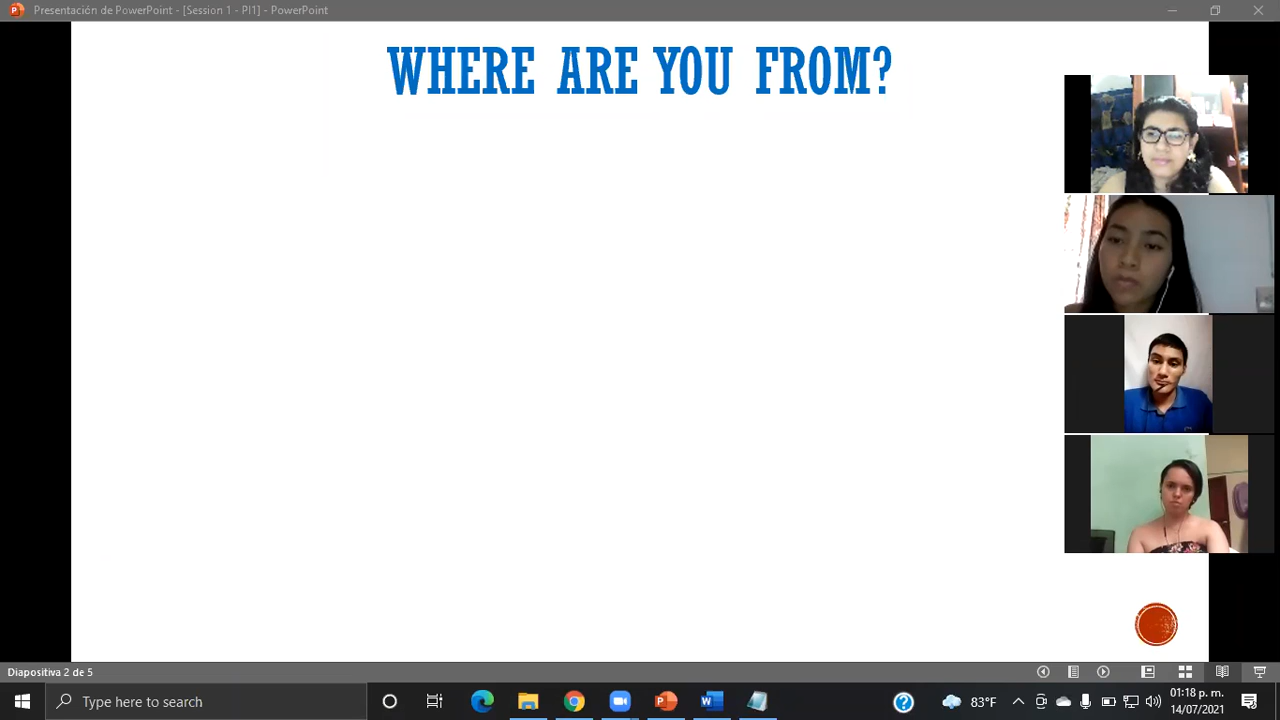 Presentación de PowerPoint - [Session 1 - PI1] - PowerPoint
WHERE ARE YOU FROM?
Diapositiva 2 de 5
Type here to search
83°F
01:18 p. m.
14/07/2021